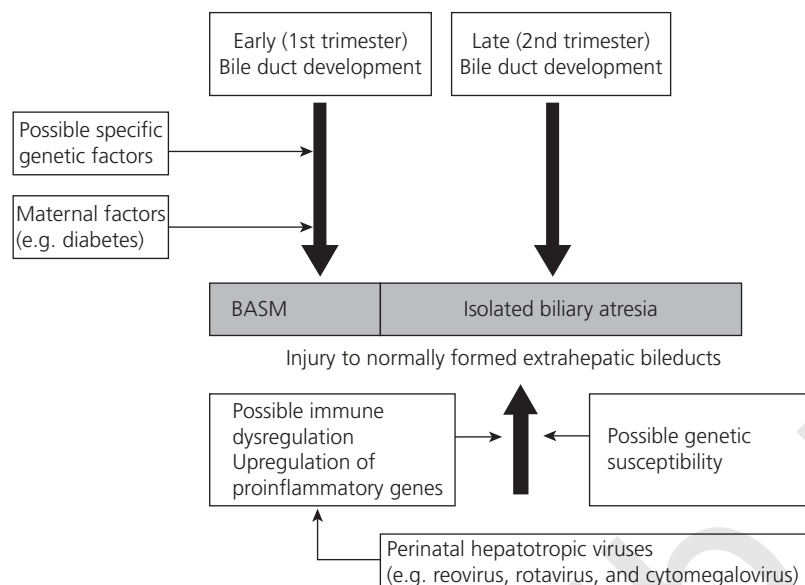 Early (1st trimester)
Bile duct development
Late (2nd trimester)
Bile duct development
Possible specific
genetic factors
Maternal factors
(e.g. diabetes)
BASM
Isolated biliary atresia
Injury to normally formed extrahepatic bileducts
Possible immune
dysregulation
Upregulation of
proinflammatory genes
Possible genetic
susceptibility
Perinatal hepatotropic viruses
(e.g. reovirus, rotavirus, and cytomegalovirus)